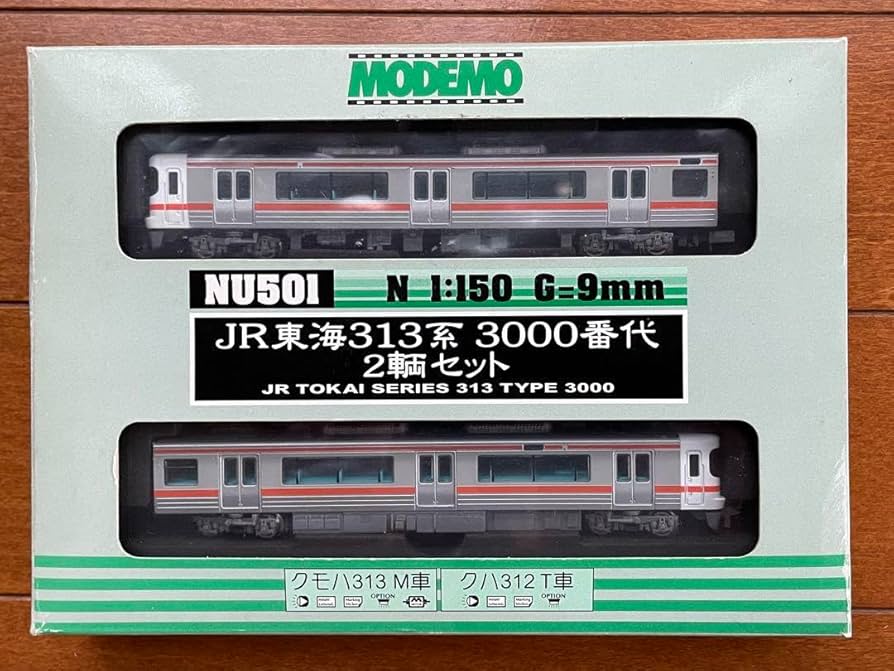 MODEMO
NU501 N 1:150 G=9mm
JR東海313系 3000番代
2輌セット
JR TOKAI SERIES 313 TYPE 3000
クモハ313 M車 クハ312 T車
OPTION OPTION